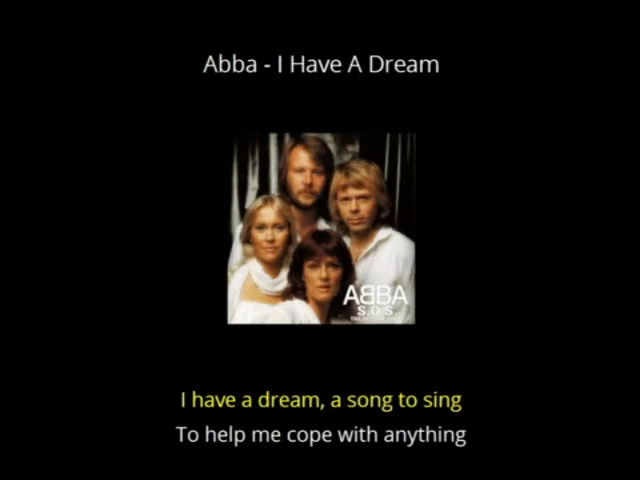 Abba - I Have A Dream
ABBA
S.O.S.
I have a dream, a song to sing
To help me cope with anything